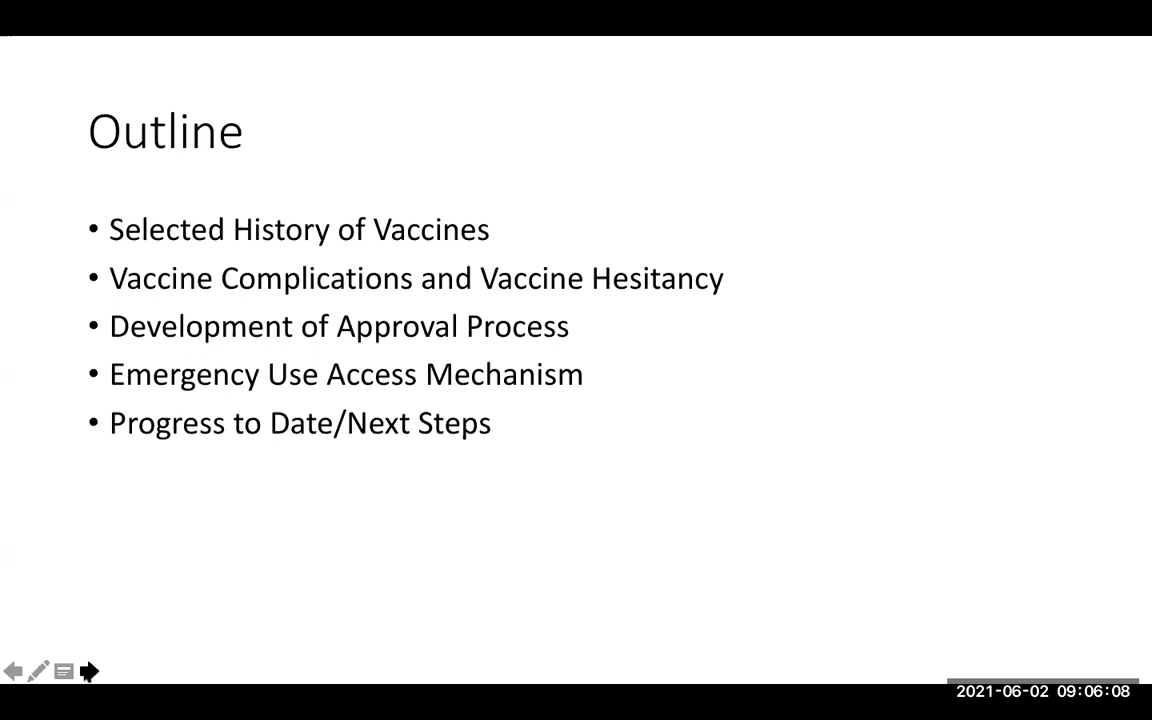 Outline
• Selected History of Vaccines
• Vaccine Complications and Vaccine Hesitancy
• Development of Approval Process
• Emergency Use Access Mechanism
• Progress to Date/Next Steps
2021-06-02 09:06:08